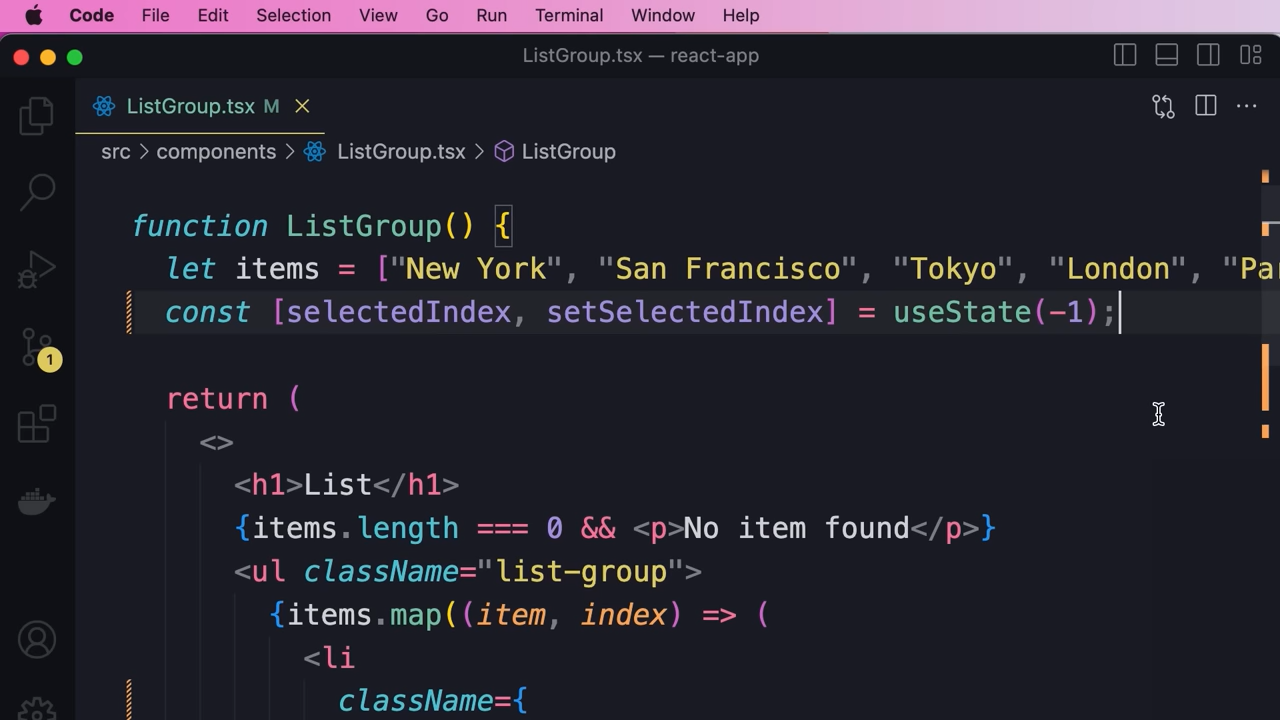 Code File Edit Selection View Go Run Terminal Window Help
ListGroup.tsx — react-app
ListGroup.tsx M
src > components > ListGroup.tsx > ListGroup
function ListGroup() {
let items = ["New York", "San Francisco", "Tokyo", "London", "Pa
const [selectedIndex, setSelectedIndex] = useState(-1);
1
return (
<>
<h1>List</h1>
{items.length === 0 && <p>No item found</p>}
<ul className="list-group">
{items.map((item, index) => (
<li
className={